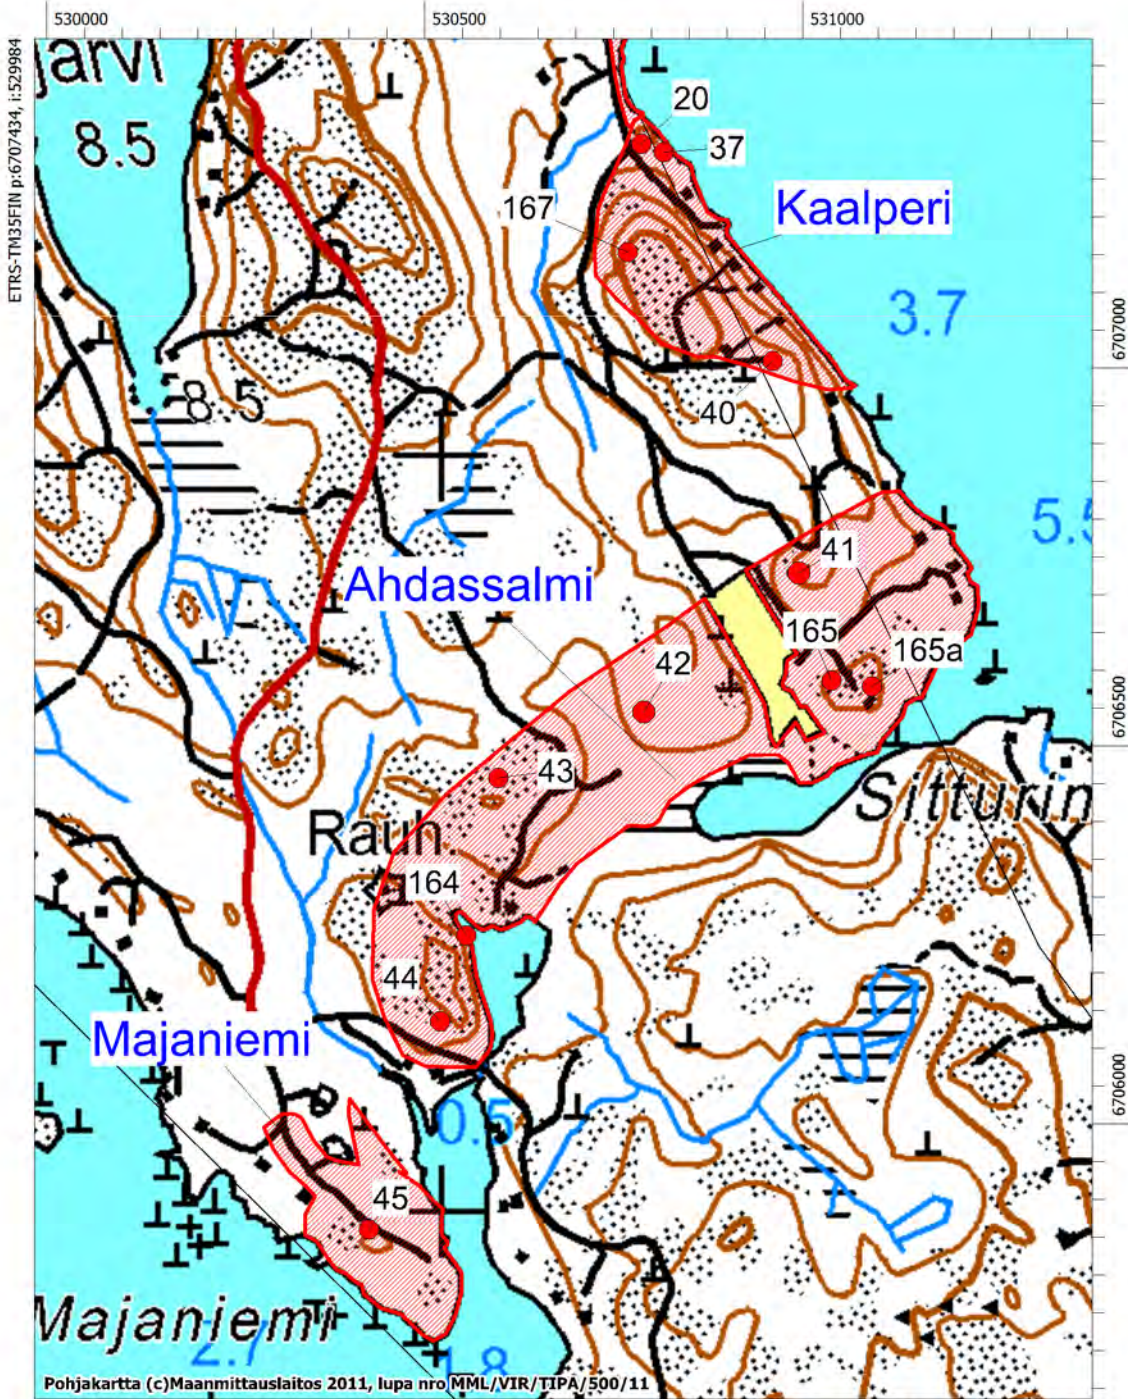 530000
530500
531000
ETRS-TM35FIN p:6707434, i:529984
järvi
8.5
20
37
167
Kaalperi
3.7
6707000
8.5
40
5.5
41
Ahdassalmi
165
165a
42
6706500
43
Sitturin
Rauh
164
44
Majaniemi
6706000
0.5
45
Majaniemi
2.7
1.8
Pohjakartta (c)Maanmittauslaitos 2011, lupa nro MML/VIR/TIPA/500/11